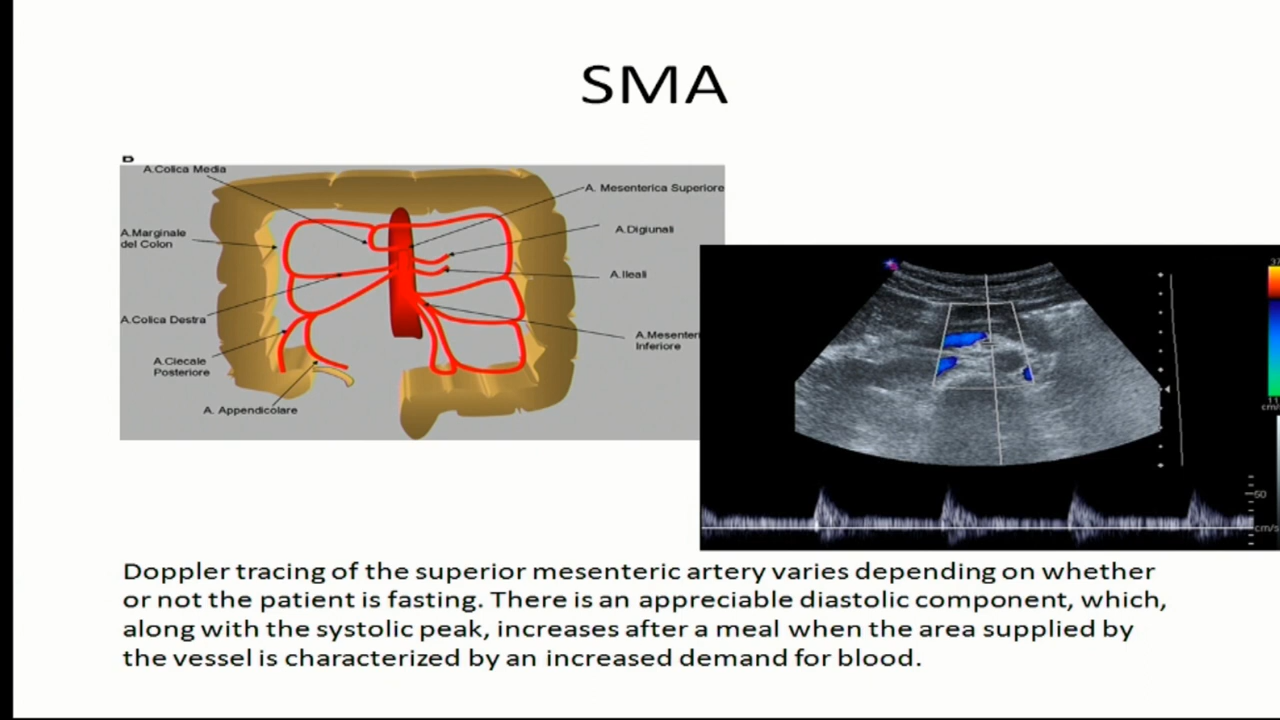 SMA
D
A.Colica Media
A. Mesenterica Superiore
A.Marginale
del Colon
A.Digiunali
A.Ileali
A.Colica Destra
A.Mesenteri
Inferiore
A.Ciecale
Posteriore
A. Appendicolare
cm/
50
cm/s
Doppler tracing of the superior mesenteric artery varies depending on whether
or not the patient is fasting. There is an appreciable diastolic component, which,
along with the systolic peak, increases after a meal when the area supplied by
the vessel is characterized by an increased demand for blood.